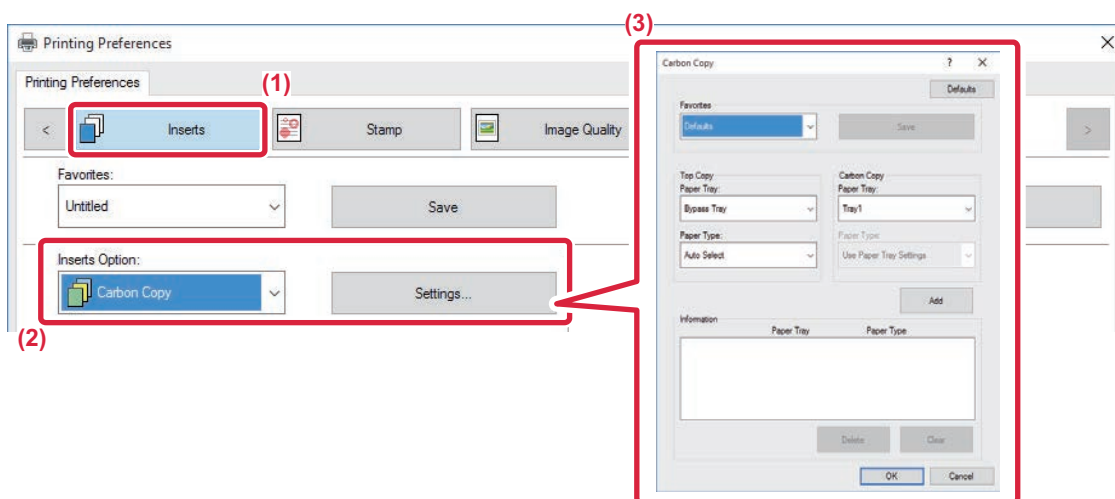 (3)
Printing Preferences
Printing Preferences
(1)
< Inserts Stamp Image Quality >
Favorites:
Untitled Save
Inserts Option:
Carbon Copy Settings...
(2)
Carbon Copy ? X
Defaults
Favorites
Defaults Save
Top Copy Carbon Copy
Paper Tray: Paper Tray:
Bypass Tray Tray1
Paper Type: Paper Type:
Auto Select Use Paper Tray Settings
Add
Information
Paper Tray Paper Type
Delete Clear
OK Cancel